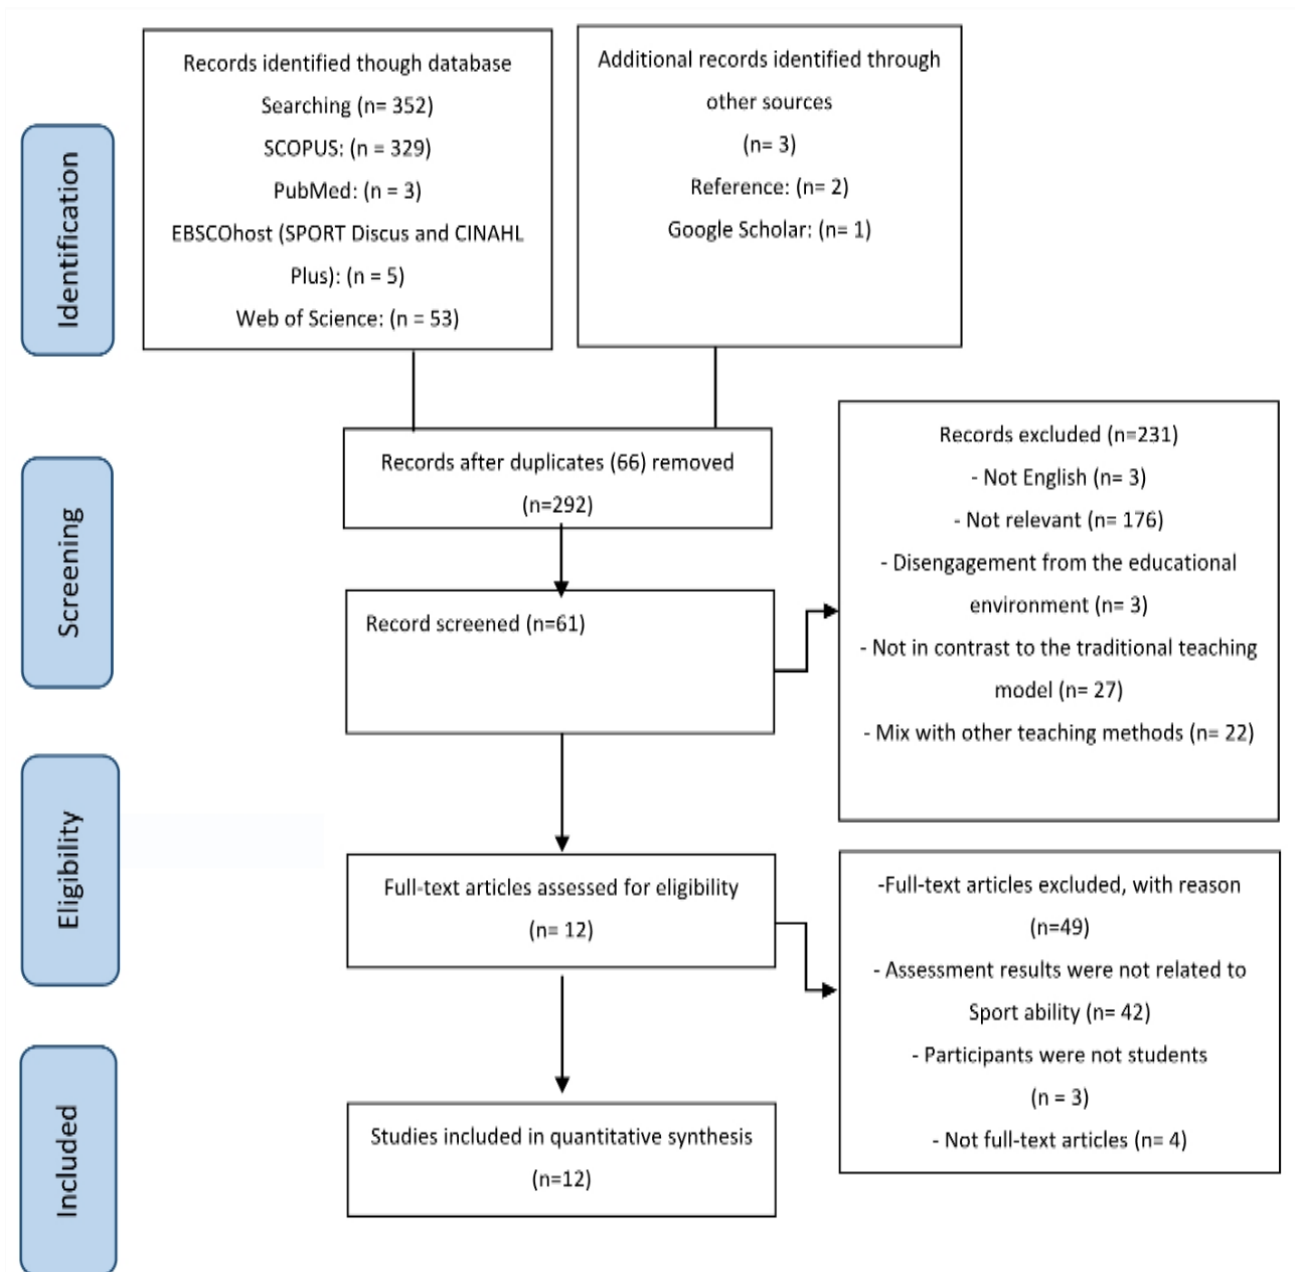 Records identified though database
Searching (n= 352)
SCOPUS: (n = 329)
PubMed: (n = 3)
EBSCOhost (SPORT Discus and CINAHL
Plus): (n = 5)
Web of Science: (n = 53)
Additional records identified through
other sources
(n= 3)
Reference: (n= 2)
Google Scholar: (n= 1)
Identification
Records after duplicates (66) removed
(n=292)
Screening
Record screened (n=61)
Records excluded (n=231)
- Not English (n= 3)
- Not relevant (n= 176)
- Disengagement from the educational
environment (n= 3)
- Not in contrast to the traditional teaching
model (n= 27)
- Mix with other teaching methods (n= 22)
Eligibility
Full-text articles assessed for eligibility
(n= 12)
-Full-text articles excluded, with reason
(n=49)
- Assessment results were not related to
Sport ability (n= 42)
- Participants were not students
(n = 3)
- Not full-text articles (n= 4)
Included
Studies included in quantitative synthesis
(n=12)